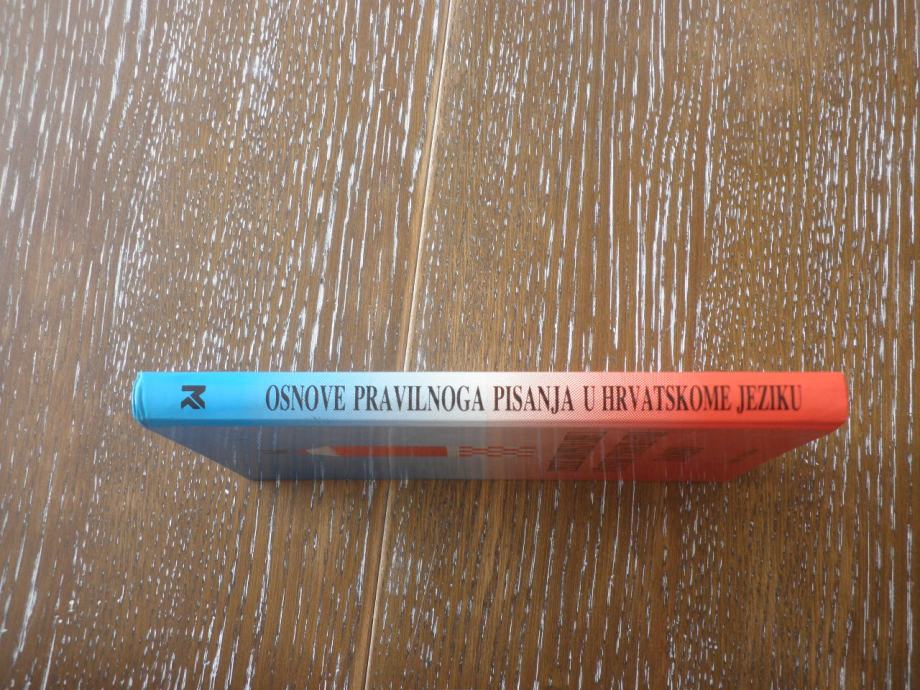 OSNOVE PRAVILNOGA PISANJA U HRVATSKOME JEZIKU